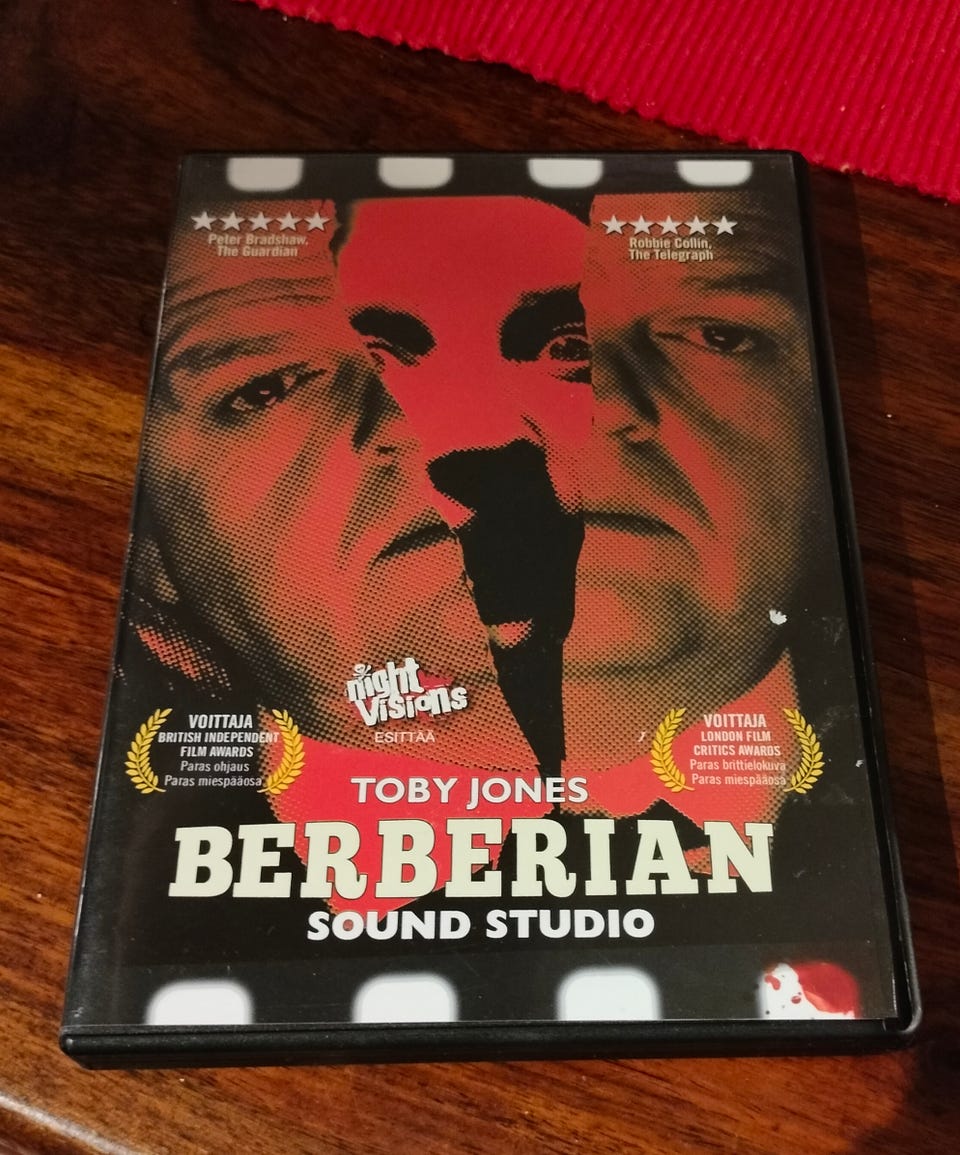 Peter Bradshaw,
The Guardian
Robbie Collin,
The Telegraph
night
Visions
ESITTÄÄ
VOITTAJA
BRITISH INDEPENDENT
FILM AWARDS
Paras ohjaus
Paras miespääosa
VOITTAJA
LONDON FILM
CRITICS AWARDS
Paras brittielokuva
Paras miespääosa
TOBY JONES
BERBERIAN
SOUND STUDIO